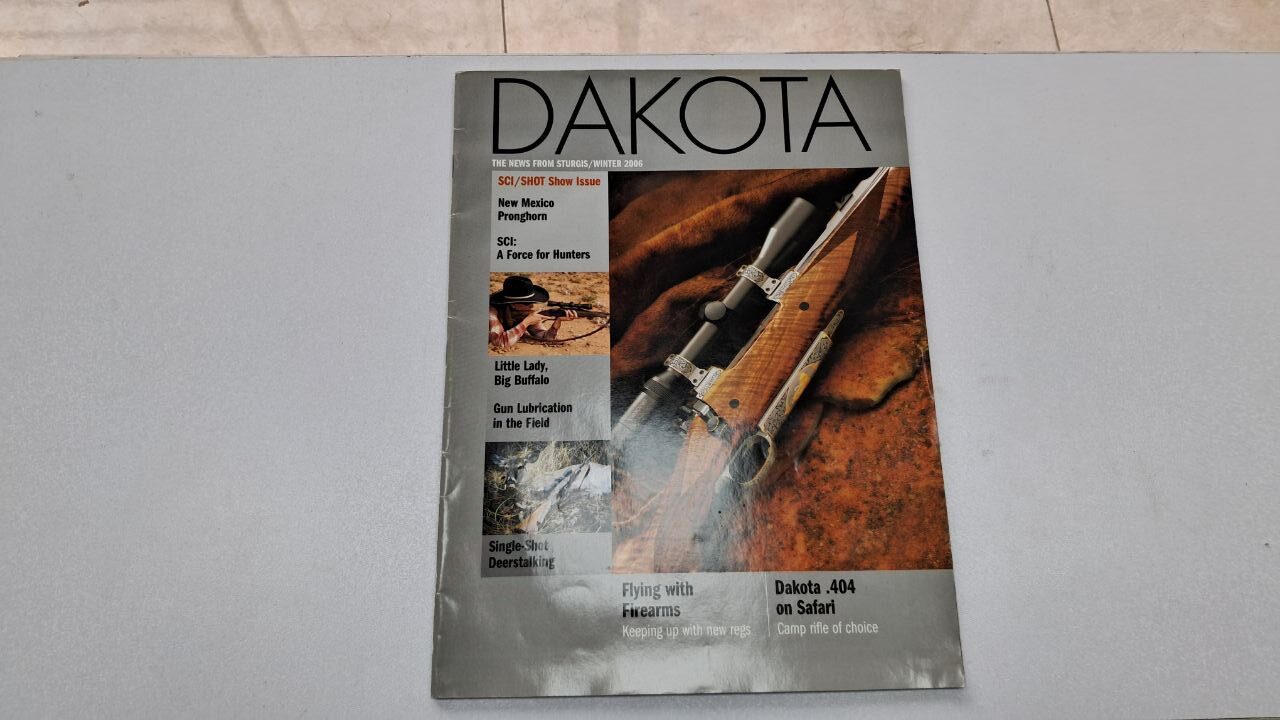 DAKOTA
THE NEWS FROM STURGIS/WINTER 2006
SCI/SHOT Show Issue
New Mexico
Pronghorn
SCI:
A Force for Hunters
Little Lady,
Big Buffalo
Gun Lubrication
in the Field
Single-Shot
Deerstalking
Flying with
Firearms
Keeping up with new regs
Dakota .404
on Safari
Camp rifle of choice